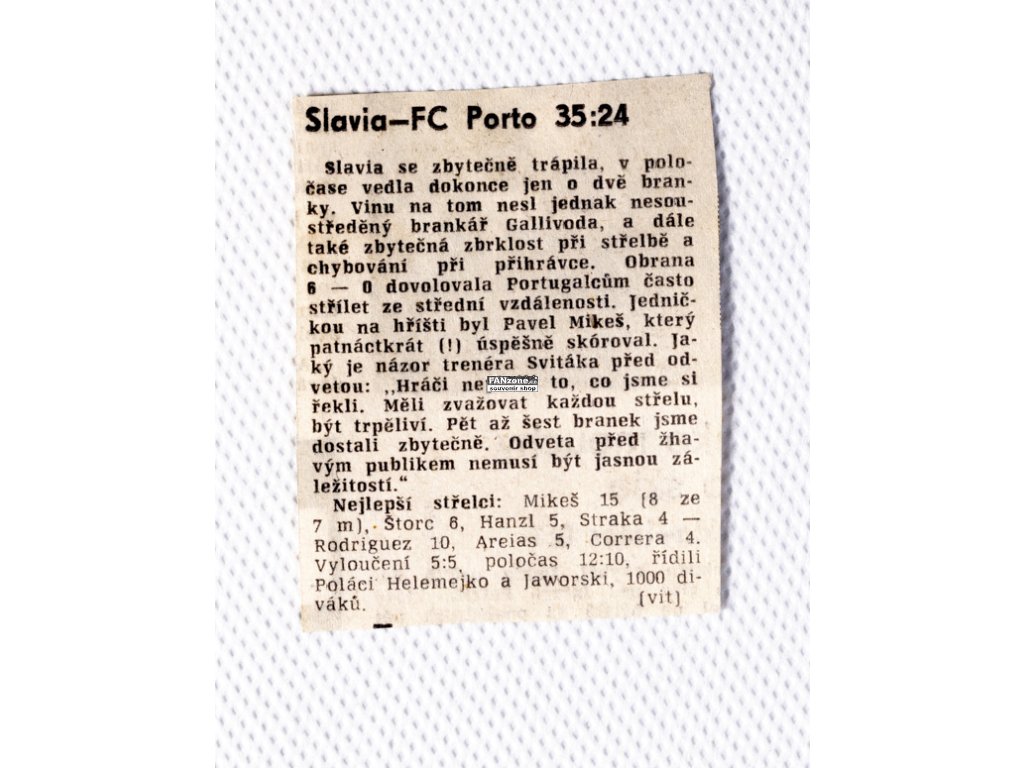 Slavia—FC Porto 35:24
Slavia se zbytečně trápila, v polo-
čase vedla dokonce jen o dvě bran-
ky. Vinu na tom nesl jednak nesou-
středěný brankář Gallivoda, a dále
také zbytečná zbrklost při střelbě a
chybování při přihrávce. Obrana
6 — 0 dovolovala Portugalcům často
střílet ze střední vzdálenosti. Jednič-
kou na hříšti byl Pavel Mikeš, který
patnáctkrát (!) úspěšně skóroval. Ja-
ký je názor trenéra Svitáka před od-
vetou: ,,Hráči to, co jsme si
FANzone.cz
souvenir shop
řekli. Měli zvažovat každou střelu,
být trpěliví. Pět až šest branek jsme
dostali zbytečně. Odveta před žha-
vým publikem nemusí být jasnou zá-
ležitostí.“
Nejlepší střelci: Mikeš 15 (8 ze
7 m), Štorc 6, Hanzl 5, Straka 4 —
Rodriguez 10, Areias 5, Correra 4.
Vyloučení 5:5, poločas 12:10, řídili
Poláci Helemejko a Jaworski, 1000 di-
váků. (vit)